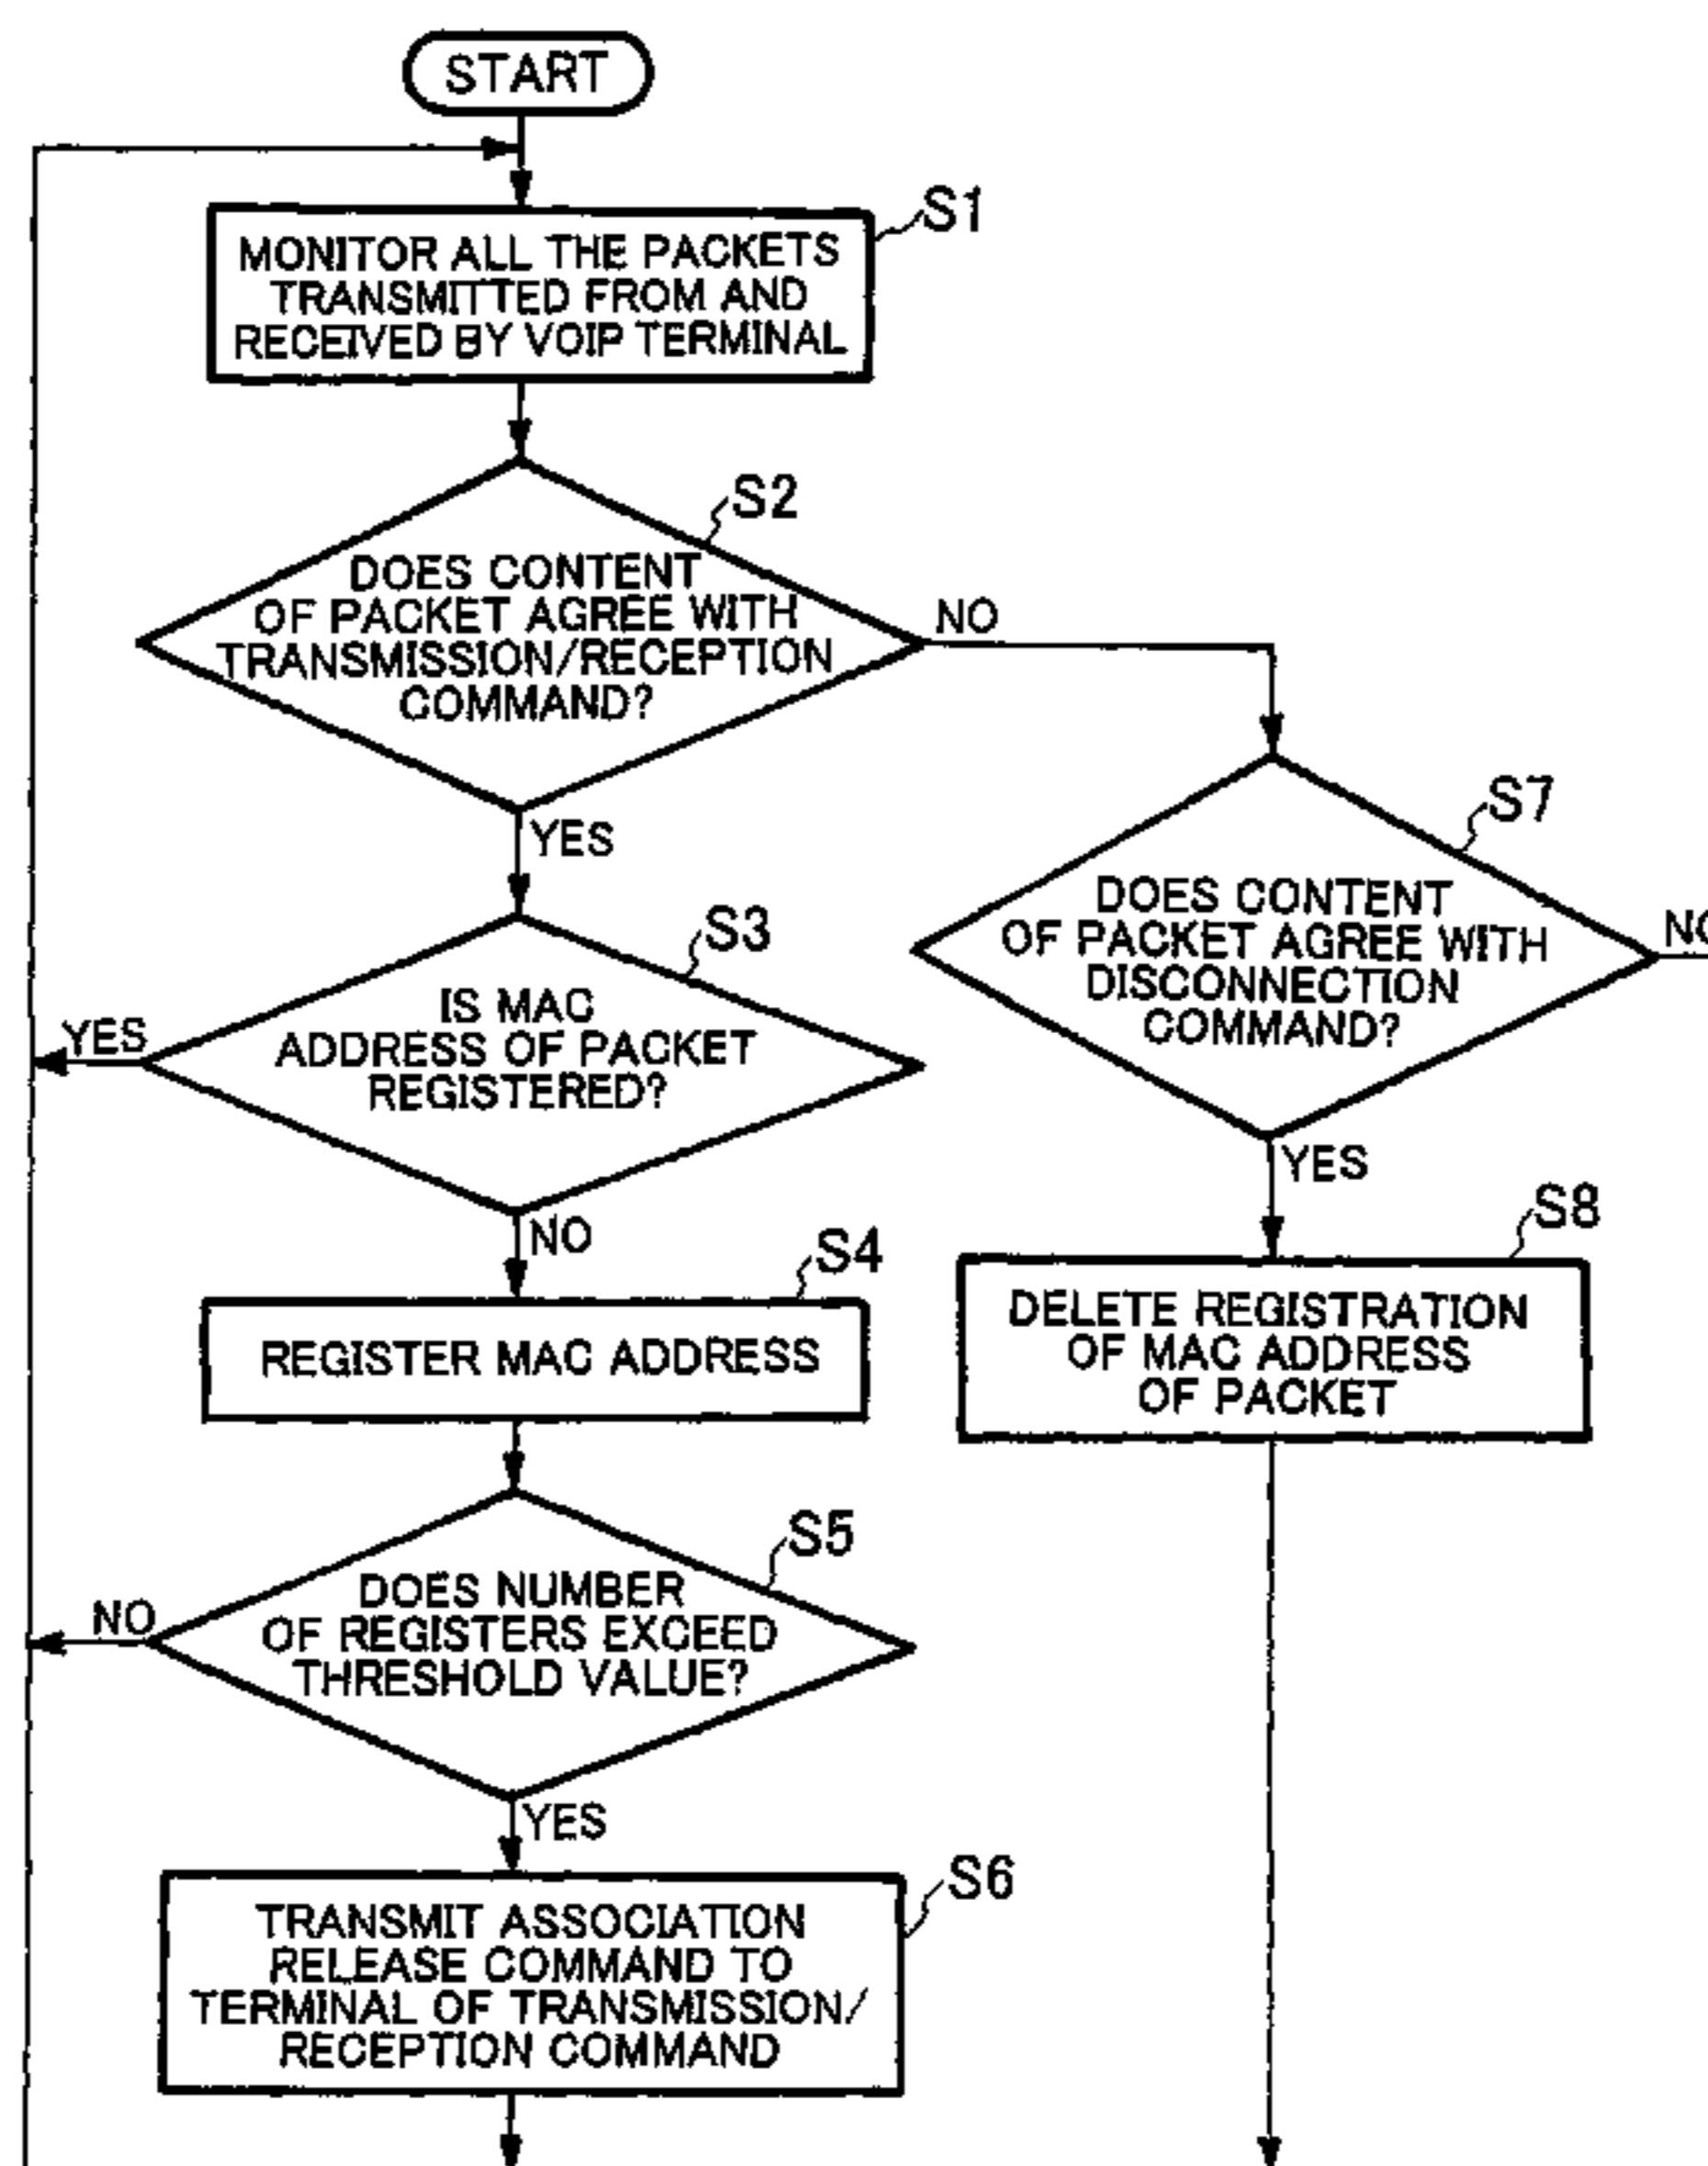 START
S1
MONITOR ALL THE PACKETS
TRANSMITTED FROM AND
RECEIVED BY VOIP TERMINAL
S2
DOES CONTENT
OF PACKET AGREE WITH
TRANSMISSION/RECEPTION
COMMAND?
NO
YES
S7
DOES CONTENT
OF PACKET AGREE WITH
DISCONNECTION
COMMAND?
NO
YES
S3
IS MAC
ADDRESS OF PACKET
REGISTERED?
YES
NO
S8
DELETE REGISTRATION
OF MAC ADDRESS
OF PACKET
S4
REGISTER MAC ADDRESS
S5
DOES NUMBER
OF REGISTERS EXCEED
THRESHOLD VALUE?
NO
YES
S6
TRANSMIT ASSOCIATION
RELEASE COMMAND TO
TERMINAL OF TRANSMISSION/
RECEPTION COMMAND